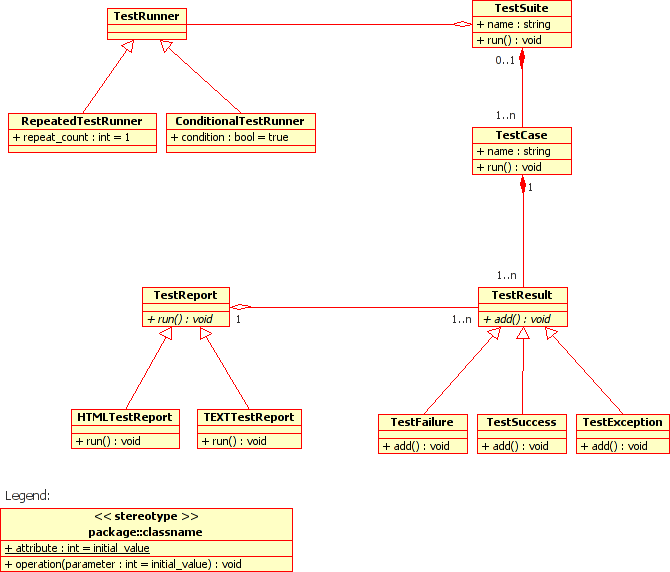 TestRunner
TestSuite
+ name : string
+ run() : void
0..1
1..n
RepeatedTestRunner
+ repeat_count : int = 1
ConditionalTestRunner
+ condition : bool = true
TestCase
+ name : string
+ run() : void
1
1..n
TestReport
+ run() : void
1
1..n
TestResult
+ add() : void
HTMLTestReport
+ run() : void
TEXTTestReport
+ run() : void
TestFailure
+ add() : void
TestSuccess
+ add() : void
TestException
+ add() : void
Legend:
<< stereotype >>
package::classname
+ attribute : int = initial_value
+ operation(parameter : int = initial_value) : void